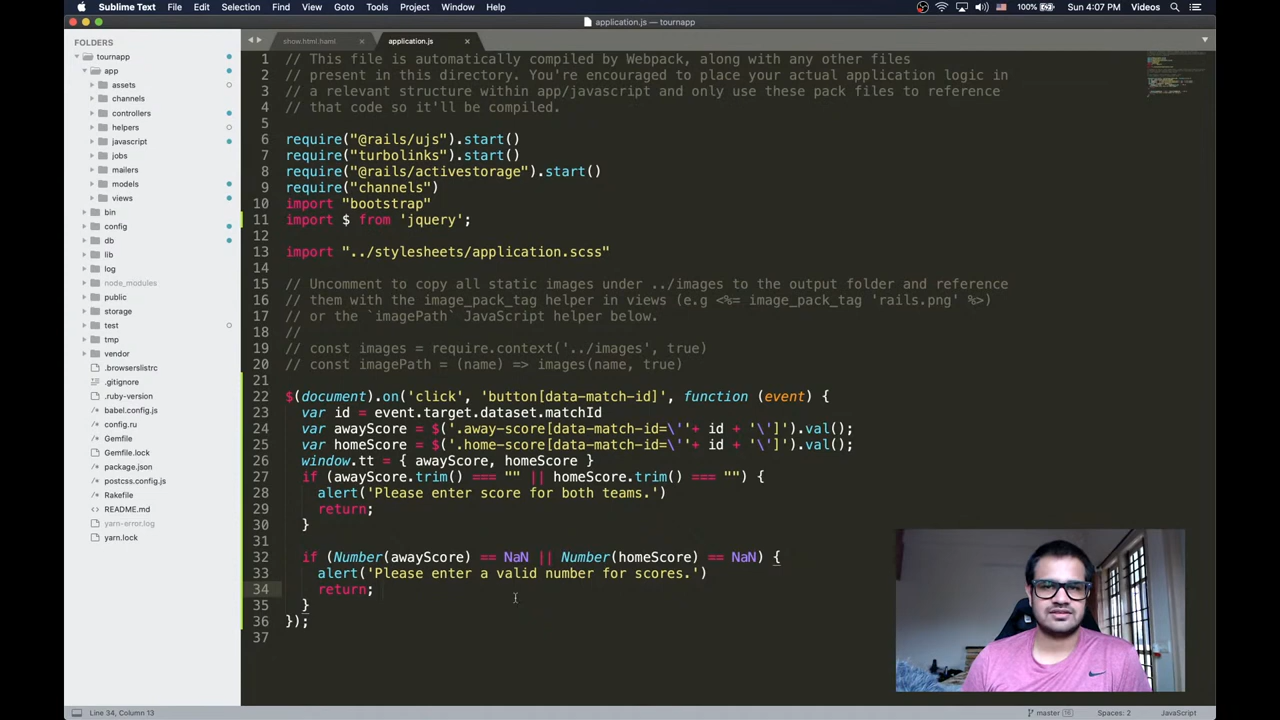 Sublime Text File Edit Selection Find View Goto Tools Project Window Help 100% Sun 4:07 PM Videos
application.js — tournapp
FOLDERS
tournapp
app
assets
channels
controllers
helpers
javascript
jobs
mailers
models
views
bin
config
db
lib
log
node_modules
public
storage
test
tmp
vendor
.browserslistrc
.gitignore
.ruby-version
babel.config.js
config.ru
Gemfile
Gemfile.lock
package.json
postcss.config.js
Rakefile
README.md
yarn-error.log
yarn.lock
show.html.haml application.js
1 // This file is automatically compiled by Webpack, along with any other files
2 // present in this directory. You're encouraged to place your actual application logic in
3 // a relevant structure within app/javascript and only use these pack files to reference
4 // that code so it'll be compiled.
5
6 require("@rails/ujs").start()
7 require("turbolinks").start()
8 require("@rails/activestorage").start()
9 require("channels")
10 import "bootstrap"
11 import $ from 'jquery';
12
13 import "../stylesheets/application.scss"
14
15 // Uncomment to copy all static images under ../images to the output folder and reference
16 // them with the image_pack_tag helper in views (e.g <%= image_pack_tag 'rails.png' %>)
17 // or the `imagePath` JavaScript helper below.
18 //
19 // const images = require.context('../images', true)
20 // const imagePath = (name) => images(name, true)
21
22 $(document).on('click', 'button[data-match-id]', function (event) {
23 var id = event.target.dataset.matchId
24 var awayScore = $('.away-score[data-match-id=\''+ id + '\']').val();
25 var homeScore = $('.home-score[data-match-id=\''+ id + '\']').val();
26 window.tt = { awayScore, homeScore }
27 if (awayScore.trim() === "" || homeScore.trim() === "") {
28 alert('Please enter score for both teams.')
29 return;
30 }
31
32 if (Number(awayScore) == NaN || Number(homeScore) == NaN) {
33 alert('Please enter a valid number for scores.')
34 return;
35 }
36 });
37
Line 34, Column 13 master 16 Spaces: 2 JavaScript